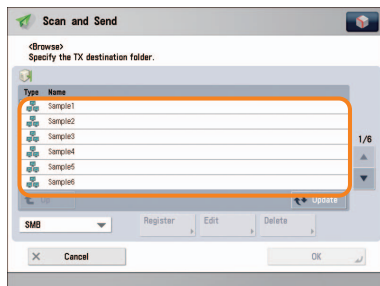 Scan and Send
<Browse>
Specify the TX destination folder.
Type Name
Sample1
Sample2
Sample3
Sample4
Sample5
Sample6
1/6
Up
Update
SMB
Register
Edit
Delete
Cancel
OK